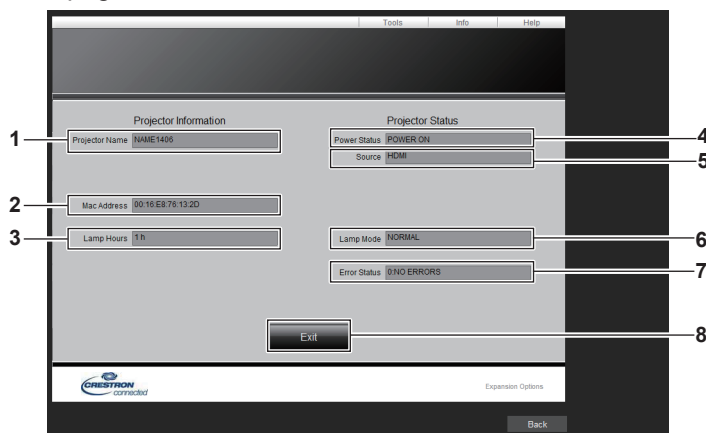 Tools Info Help
Projector Information Projector Status
1 Projector Name NAME1406 Power Status POWER ON 4
Source HDMI 5
2 Mac Address 00:16:E8:76:13:2D
3 Lamp Hours 1 h Lamp Mode NORMAL 6
Error Status 0:NO ERRORS 7
Exit 8
CRESTRON
connected Expansion Options
Back